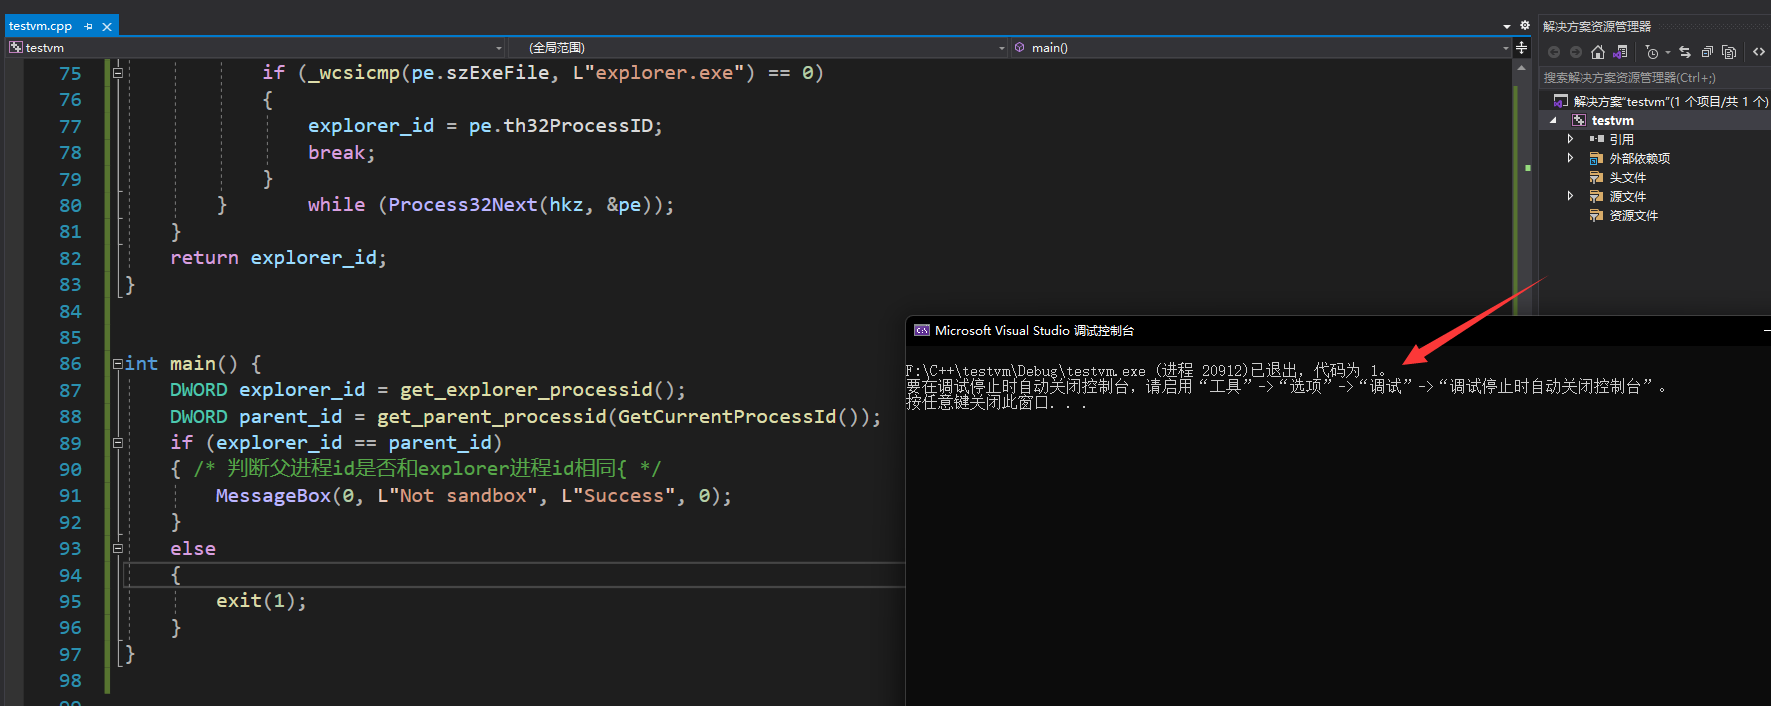 testvm.cpp
解决方案资源管理器
testvm
(全局范围)
main()
搜索解决方案资源管理器(Ctrl+;)
解决方案"testvm"(1 个项目/共 1 个)
testvm
引用
外部依赖项
头文件
源文件
资源文件
75 if (_wcsicmp(pe.szExeFile, L"explorer.exe") == 0)
76 {
77 explorer_id = pe.th32ProcessID;
78 break;
79 }
80 } while (Process32Next(hkz, &pe));
81 }
82 return explorer_id;
83 }
84
85
86 int main() {
87 DWORD explorer_id = get_explorer_processid();
88 DWORD parent_id = get_parent_processid(GetCurrentProcessId());
89 if (explorer_id == parent_id)
90 { /* 判断父进程id是否和explorer进程id相同{ */
91 MessageBox(0, L"Not sandbox", L"Success", 0);
92 }
93 else
94 {
95 exit(1);
96 }
97 }
98
Microsoft Visual Studio 调试控制台
F:\C++\testvm\Debug\testvm.exe (进程 20912)已退出，代码为 1。
要在调试停止时自动关闭控制台，请启用“工具”->“选项”->“调试”->“调试停止时自动关闭控制台”。
按任意键关闭此窗口. . .